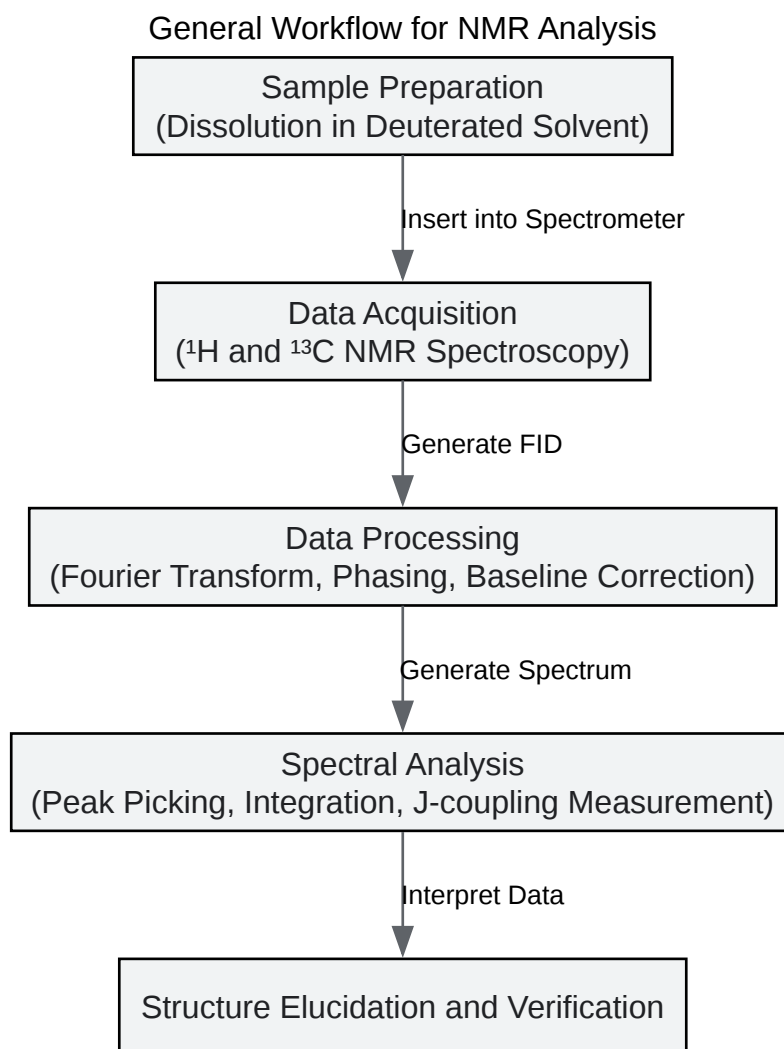 General Workflow for NMR Analysis
Sample Preparation
(Dissolution in Deuterated Solvent)
Insert into Spectrometer
Data Acquisition
(¹H and ¹³C NMR Spectroscopy)
Generate FID
Data Processing
(Fourier Transform, Phasing, Baseline Correction)
Generate Spectrum
Spectral Analysis
(Peak Picking, Integration, J-coupling Measurement)
Interpret Data
Structure Elucidation and Verification